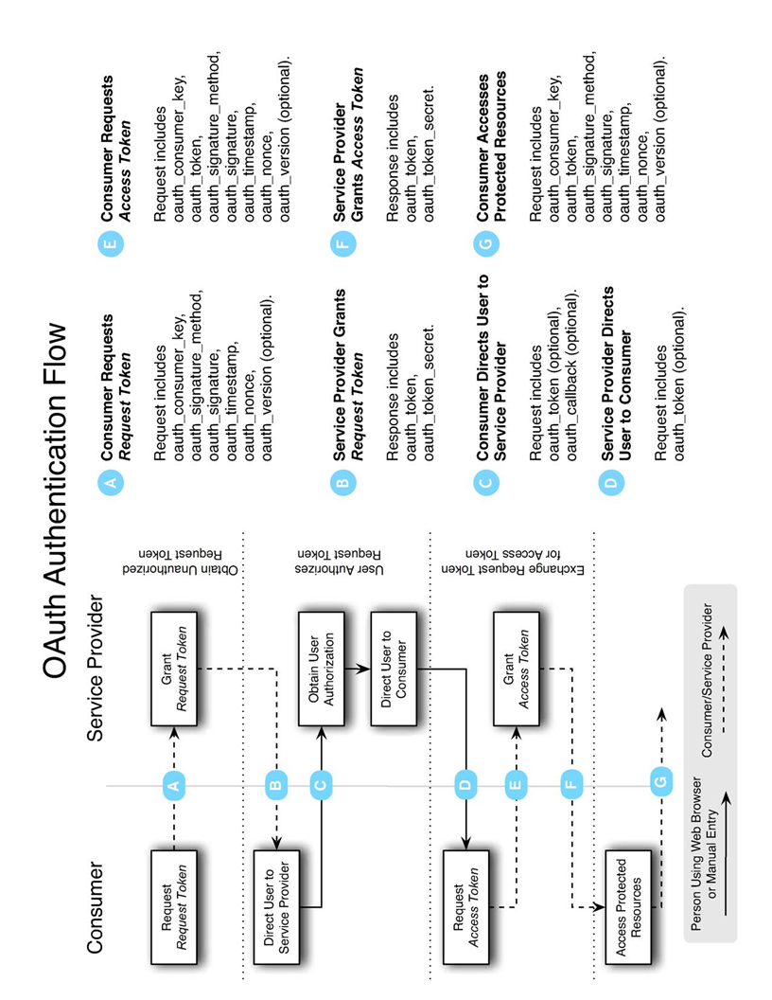 OAuth Authentication Flow
Consumer
Service Provider
Request
Request Token
A
Grant
Request Token
Obtain Unauthorized
Request Token
Direct User to
Service Provider
B
C
Obtain User
Authorization
Direct User to
Consumer
User Authorizes
Request Token
D
Request
Access Token
E
Grant
Access Token
F
Exchange Request Token
for Access Token
Access Protected
Resources
G
Person Using Web Browser
or Manual Entry
Consumer/Service Provider
A
Consumer Requests
Request Token
Request includes
oauth_consumer_key,
oauth_signature_method,
oauth_signature,
oauth_timestamp,
oauth_nonce,
oauth_version (optional).
B
Service Provider Grants
Request Token
Response includes
oauth_token,
oauth_token_secret.
C
Consumer Directs User to
Service Provider
Request includes
oauth_token (optional),
oauth_callback (optional).
D
Service Provider Directs
User to Consumer
Request includes
oauth_token (optional).
E
Consumer Requests
Access Token
Request includes
oauth_consumer_key,
oauth_token,
oauth_signature_method,
oauth_signature,
oauth_timestamp,
oauth_nonce,
oauth_version (optional).
F
Service Provider
Grants Access Token
Response includes
oauth_token,
oauth_token_secret.
G
Consumer Accesses
Protected Resources
Request includes
oauth_consumer_key,
oauth_token,
oauth_signature_method,
oauth_signature,
oauth_timestamp,
oauth_nonce,
oauth_version (optional).